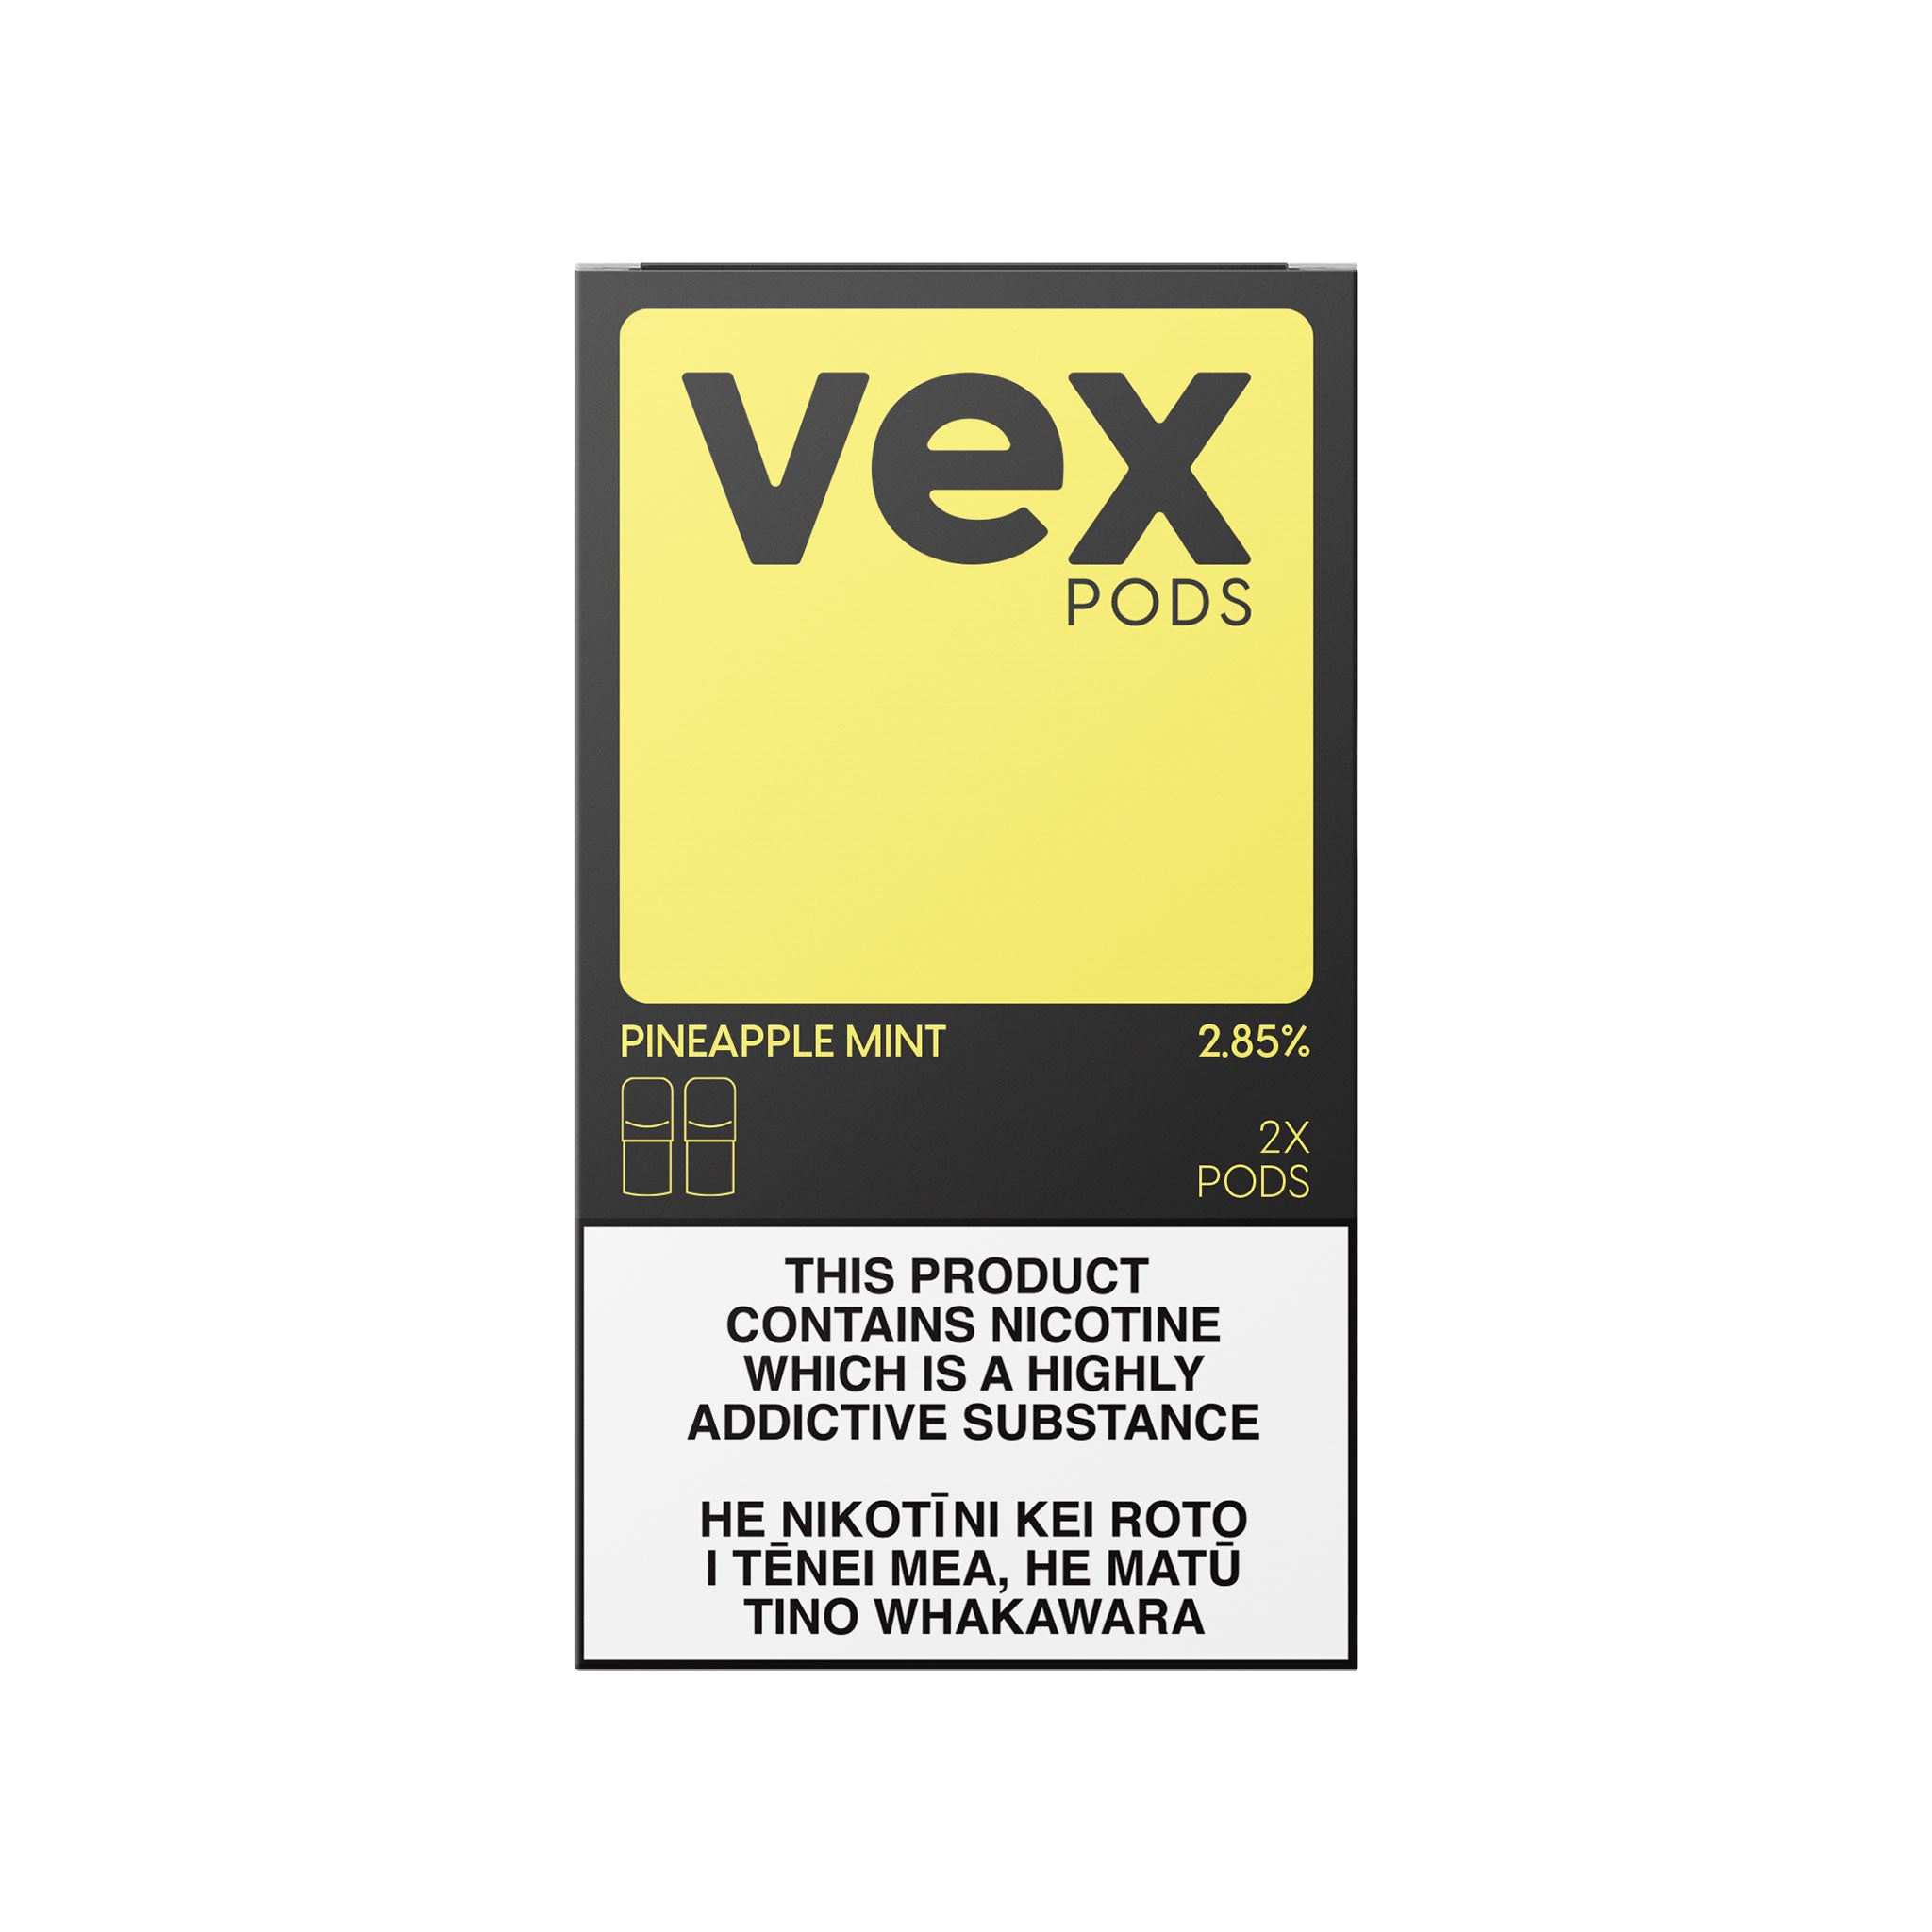 vex
PODS
PINEAPPLE MINT 2.85%
2X
PODS
THIS PRODUCT
CONTAINS NICOTINE
WHICH IS A HIGHLY
ADDICTIVE SUBSTANCE
HE NIKOTĪNI KEI ROTO
I TĒNEI MEA, HE MATŪ
TINO WHAKAWARA